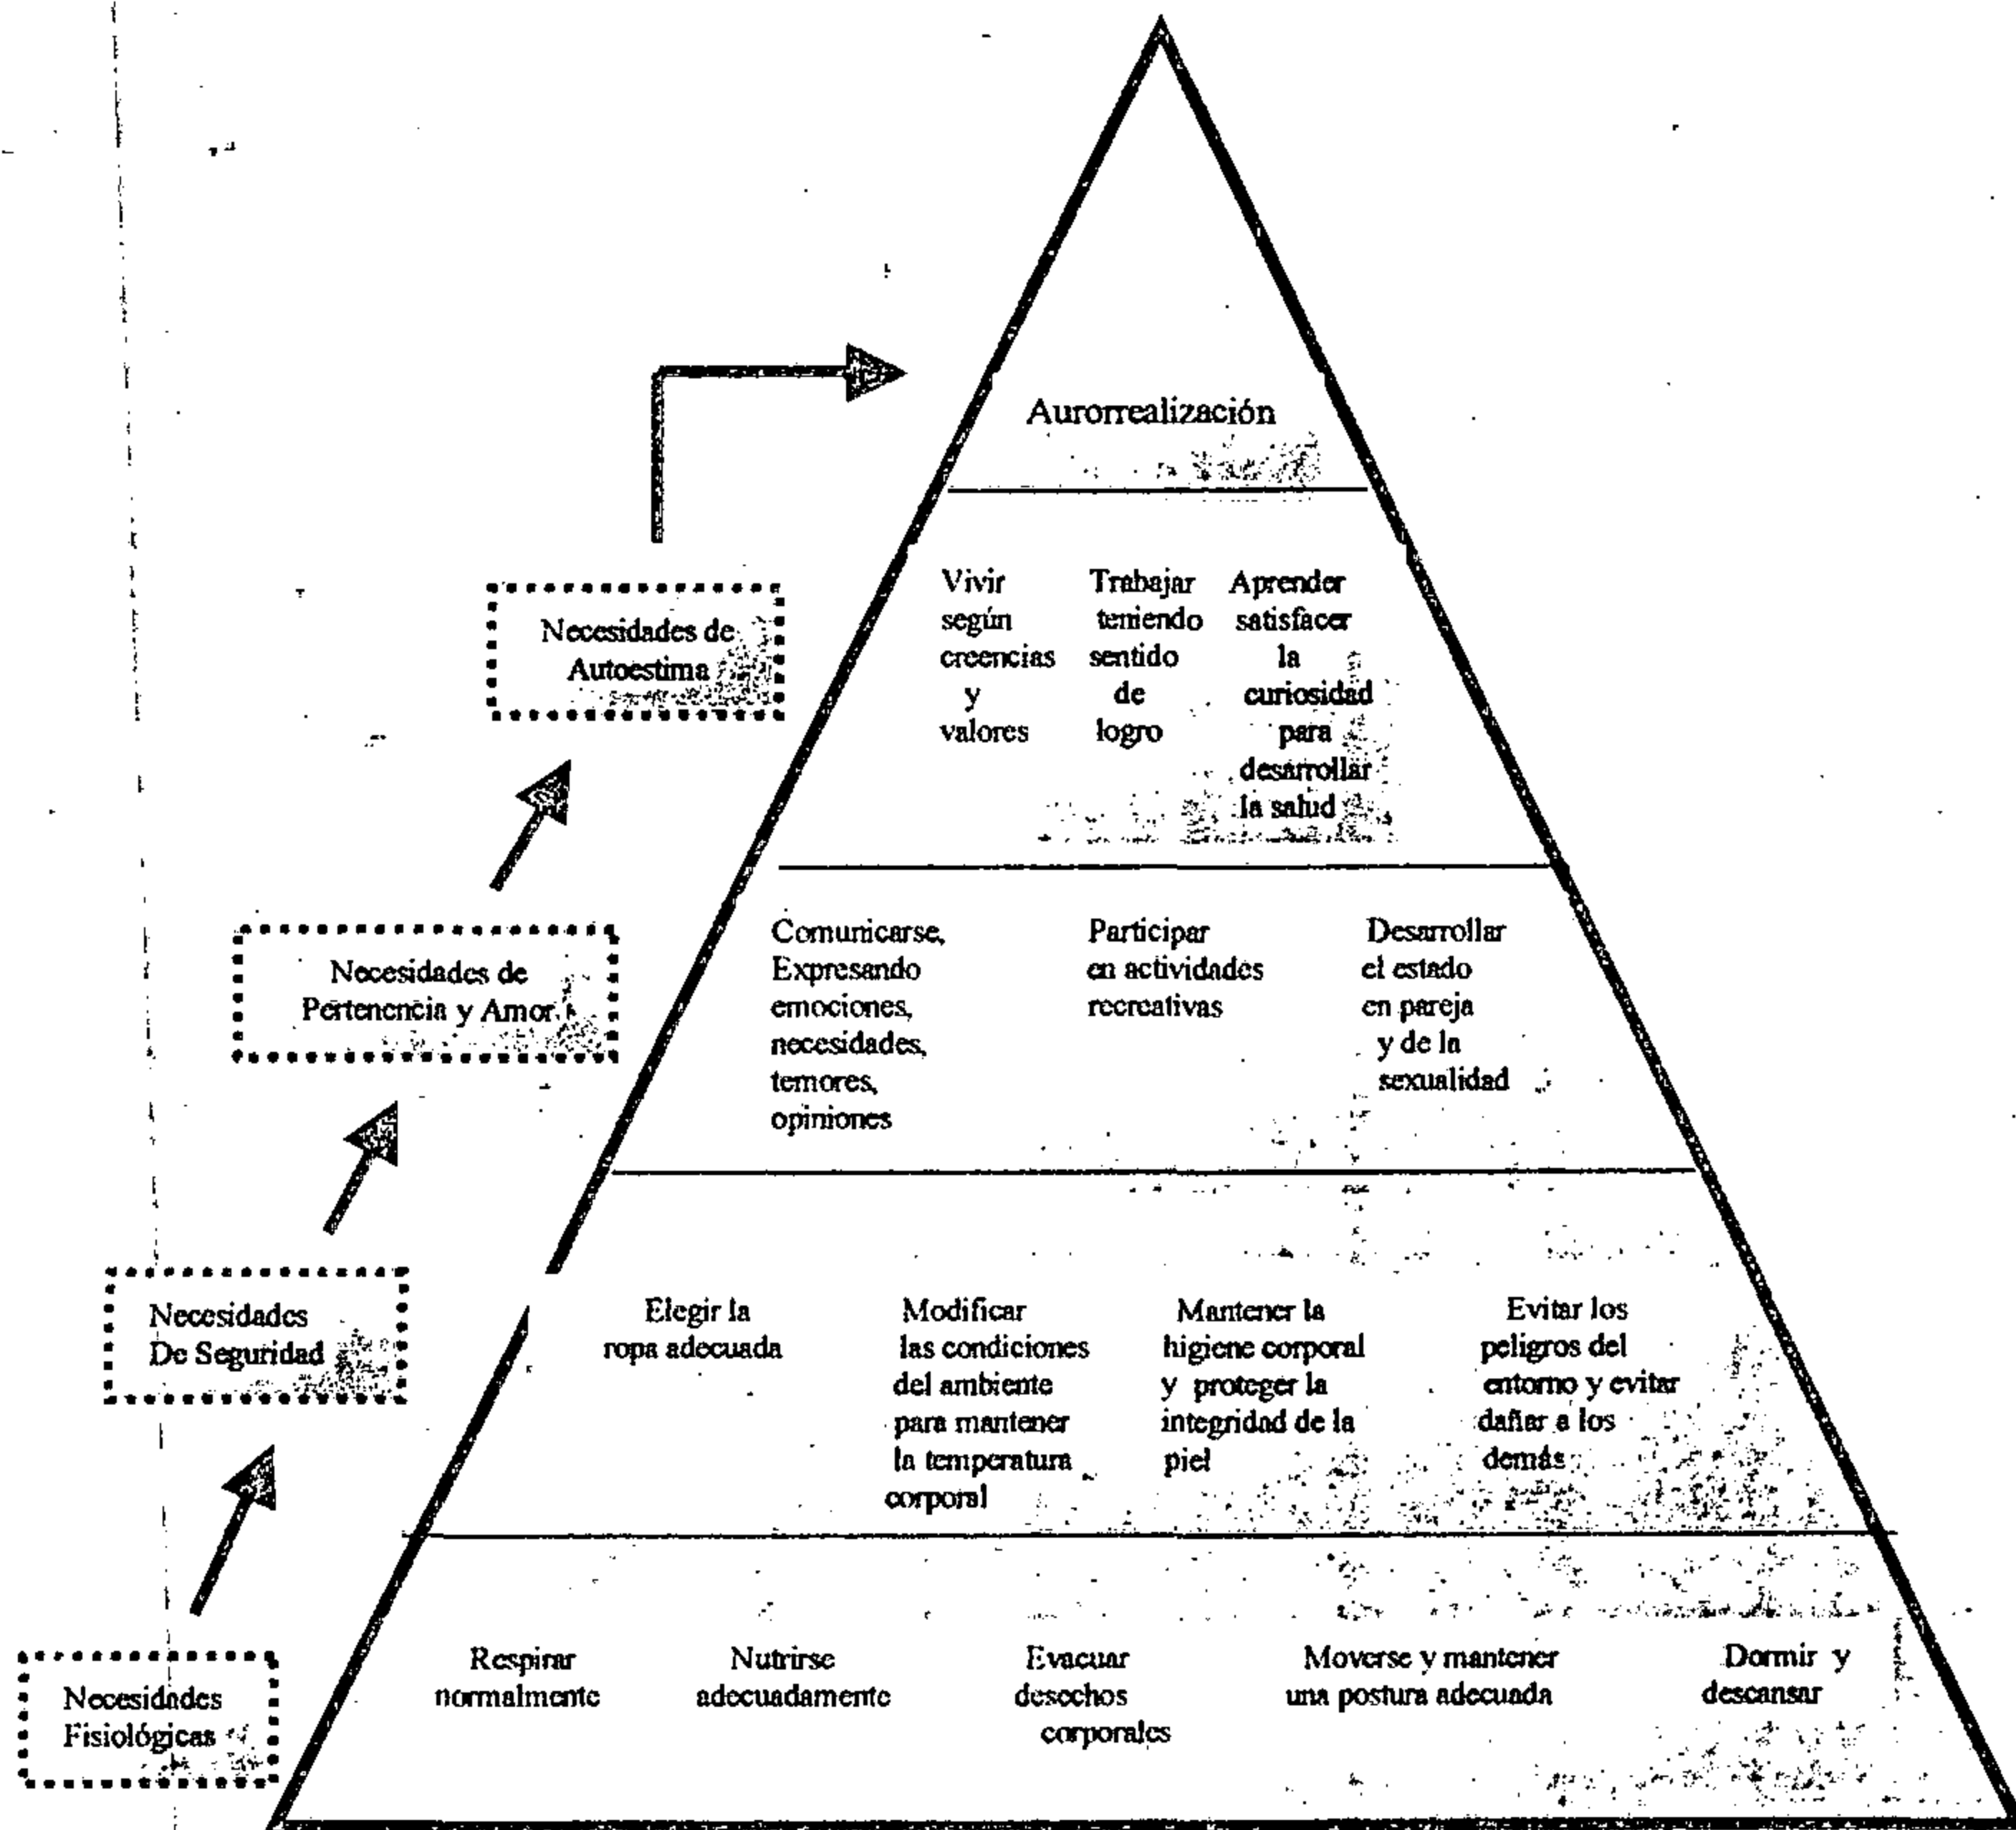 Aurorrealización
Necesidades de
Autoestima
Vivir
según
creencias
y
valores
Trabajar
teniendo
sentido
de
logro
Aprender
satisfacer
la
curiosidad
para
desarrollar
la salud
Necesidades de
Pertenencia y Amor
Comunicarse,
Expresando
emociones,
necesidades,
temores,
opiniones
Participar
en actividades
recreativas
Desarrollar
el estado
en pareja
y de la
sexualidad
Necesidades
De Seguridad
Elegir la
ropa adecuada
Modificar
las condiciones
del ambiente
para mantener
la temperatura
corporal
Mantener la
higiene corporal
y proteger la
integridad de la
piel
Evitar los
peligros del
entorno y evitar
dañar a los
demás
Necesidades
Fisiológicas
Respirar
normalmente
Nutrirse
adecuadamente
Evacuar
desechos
corporales
Moverse y mantener
una postura adecuada
Dormir y
descansar